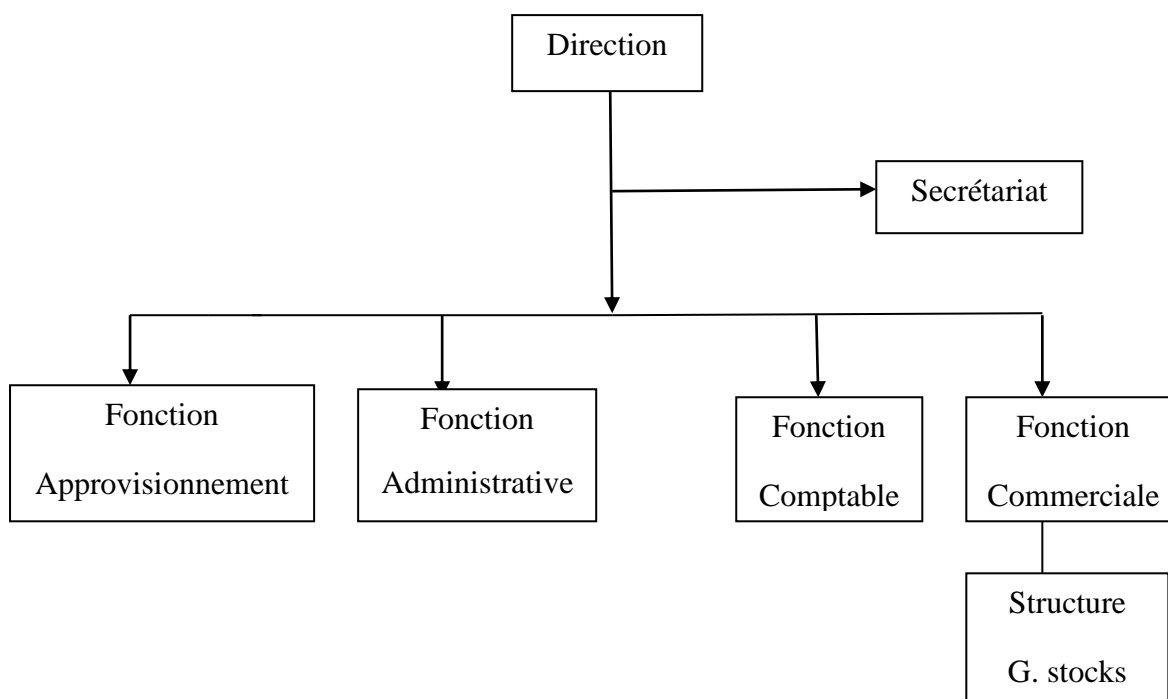 Direction
Secrétariat
Fonction
Approvisionnement
Fonction
Administrative
Fonction
Comptable
Fonction
Commerciale
Structure
G. stocks